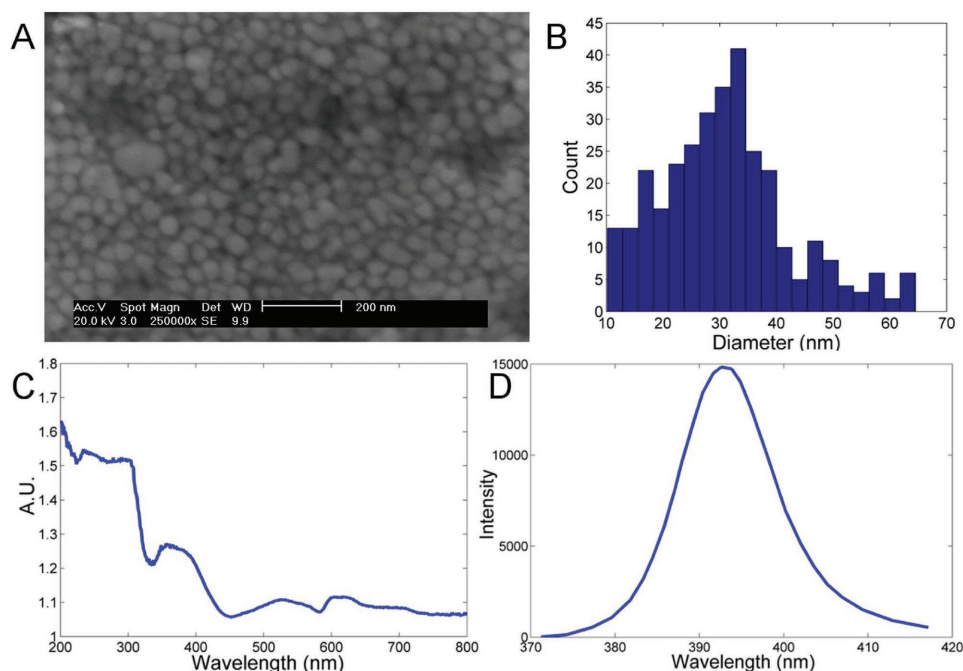 A
Acc.V Spot Magn Det WD 200 nm
20.0 kV 3.0 250000x SE 9.9
B
45
40
35
30
25
20
15
10
5
0
Count
10 20 30 40 50 60 70
Diameter (nm)
C
1.8
1.7
1.6
1.5
1.4
1.3
1.2
1.1
1
A.U.
200 300 400 500 600 700 800
Wavelength (nm)
D
15000
10000
5000
0
Intensity
370 380 390 400 410 420
Wavelength (nm)